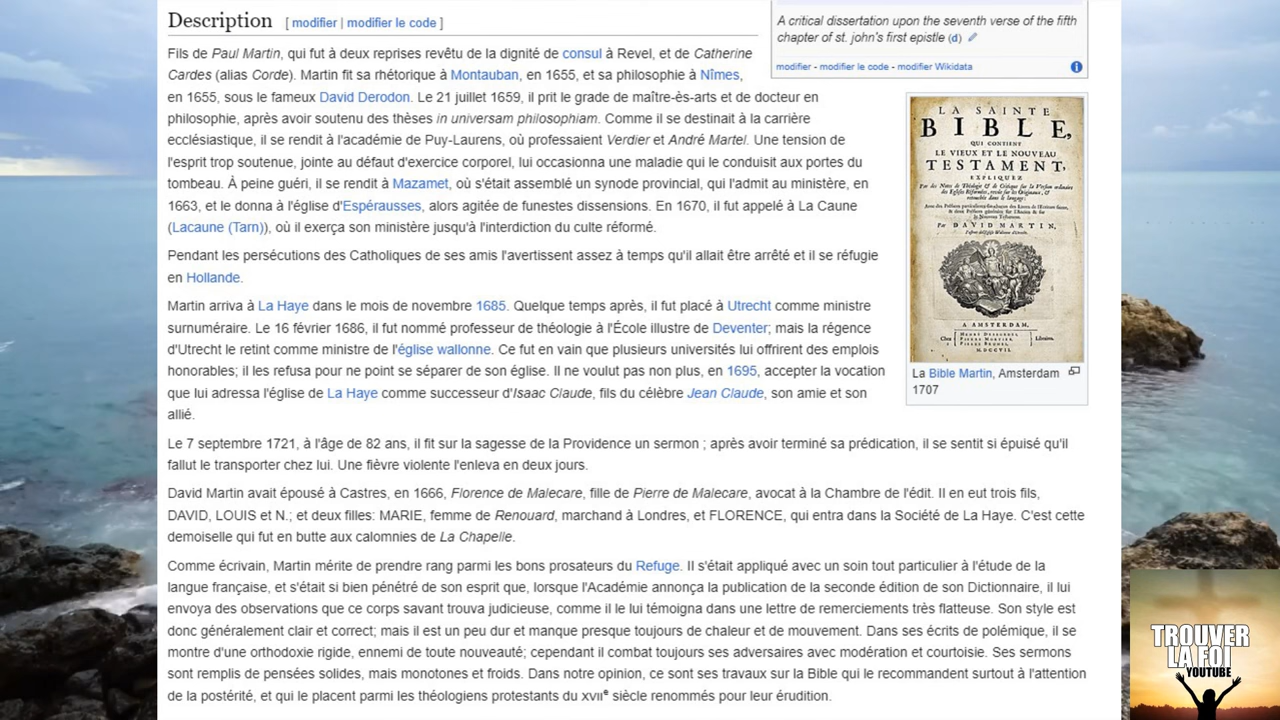 Description [ modifier | modifier le code ]
A critical dissertation upon the seventh verse of the fifth
chapter of st. john's first epistle (d)
modifier - modifier le code - modifier Wikidata
Fils de Paul Martin, qui fut à deux reprises revêtu de la dignité de consul à Revel, et de Catherine
Cardes (alias Corde). Martin fit sa rhétorique à Montauban, en 1655, et sa philosophie à Nîmes,
en 1655, sous le fameux David Derodon. Le 21 juillet 1659, il prit le grade de maître-ès-arts et de docteur en
philosophie, après avoir soutenu des thèses in universam philosophiam. Comme il se destinait à la carrière
ecclésiastique, il se rendit à l'académie de Puy-Laurens, où professaient Verdier et André Martel. Une tension de
l'esprit trop soutenue, jointe au défaut d'exercice corporel, lui occasionna une maladie qui le conduisit aux portes du
tombeau. À peine guéri, il se rendit à Mazamet, où s'était assemblé un synode provincial, qui l'admit au ministère, en
1663, et le donna à l'église d'Espérausses, alors agitée de funestes dissensions. En 1670, il fut appelé à La Caune
(Lacaune (Tarn)), où il exerça son ministère jusqu'à l'interdiction du culte réformé.
Pendant les persécutions des Catholiques de ses amis l'avertissent assez à temps qu'il allait être arrêté et il se réfugie
en Hollande.
Martin arriva à La Haye dans le mois de novembre 1685. Quelque temps après, il fut placé à Utrecht comme ministre
surnuméraire. Le 16 février 1686, il fut nommé professeur de théologie à l'École illustre de Deventer; mais la régence
d'Utrecht le retint comme ministre de l'église wallonne. Ce fut en vain que plusieurs universités lui offrirent des emplois
honorables; il les refusa pour ne point se séparer de son église. Il ne voulut pas non plus, en 1695, accepter la vocation
que lui adressa l'église de La Haye comme successeur d'Isaac Claude, fils du célèbre Jean Claude, son amie et son
allié.
Le 7 septembre 1721, à l'âge de 82 ans, il fit sur la sagesse de la Providence un sermon ; après avoir terminé sa prédication, il se sentit si épuisé qu'il
fallut le transporter chez lui. Une fièvre violente l'enleva en deux jours.
David Martin avait épousé à Castres, en 1666, Florence de Malecare, fille de Pierre de Malecare, avocat à la Chambre de l'édit. Il en eut trois fils,
DAVID, LOUIS et N.; et deux filles: MARIE, femme de Renouard, marchand à Londres, et FLORENCE, qui entra dans la Société de La Haye. C'est cette
demoiselle qui fut en butte aux calomnies de La Chapelle.
Comme écrivain, Martin mérite de prendre rang parmi les bons prosateurs du Refuge. Il s'était appliqué avec un soin tout particulier à l'étude de la
langue française, et s'était si bien pénétré de son esprit que, lorsque l'Académie annonça la publication de la seconde édition de son Dictionnaire, il lui
envoya des observations que ce corps savant trouva judicieuse, comme il le lui témoigna dans une lettre de remerciements très flatteuse. Son style est
donc généralement clair et correct; mais il est un peu dur et manque presque toujours de chaleur et de mouvement. Dans ses écrits de polémique, il se
montre d'une orthodoxie rigide, ennemi de toute nouveauté; cependant il combat toujours ses adversaires avec modération et courtoisie. Ses sermons
sont remplis de pensées solides, mais monotones et froids. Dans notre opinion, ce sont ses travaux sur la Bible qui le recommandent surtout à l'attention
de la postérité, et qui le placent parmi les théologiens protestants du XVIIe siècle renommés pour leur érudition.
LA SAINTE
BIBLE,
QUI CONTIENT
LE VIEUX ET LE NOUVEAU
TESTAMENT,
EXPLIQUEZ
Par DAVID MARTIN,
A AMSTERDAM,
MDCCVII.
La Bible Martin, Amsterdam
1707
TROUVER
LA FOI
YOUTUBE